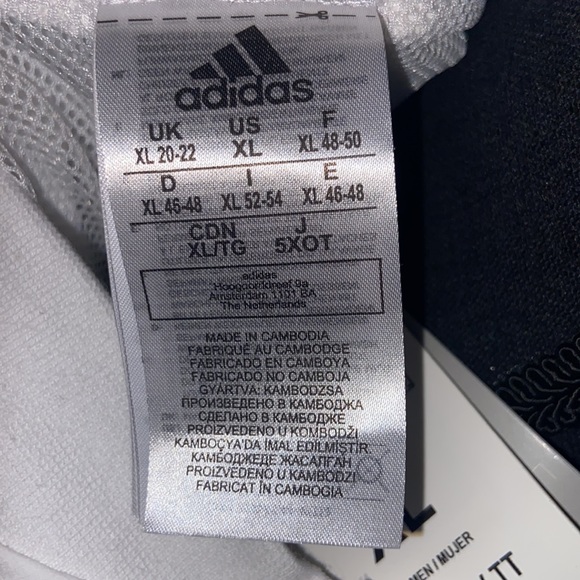 adidas
UK US F
XL 20-22 XL XL 48-50
D I E
XL 46-48 XL 52-54 XL 46-48
CDN J
XL/TG 5XOT
adidas
Hoogoorddreef 9a
Amsterdam 1101 BA
The Netherlands
MADE IN CAMBODIA
FABRIQUÉ AU CAMBODGE
FABRICADO EN CAMBOYA
FABRICADO NO CAMBOJA
GYÁRTVA: KAMBODZSA
ПРОИЗВЕДЕНО В КАМБОДЖА
СДЕЛАНО В КАМБОДЖЕ
PROIZVEDENO U KOMBODŽI
KAMBOÇYA'DA İMAL EDİLMİŞTİR.
КАМБОДЖЕДЕ ЖАСАЛҒАН
PROIZVEDENO U KAMBODŽI
FABRICAT ÎN CAMBOGIA
MEN / MUJER
TT